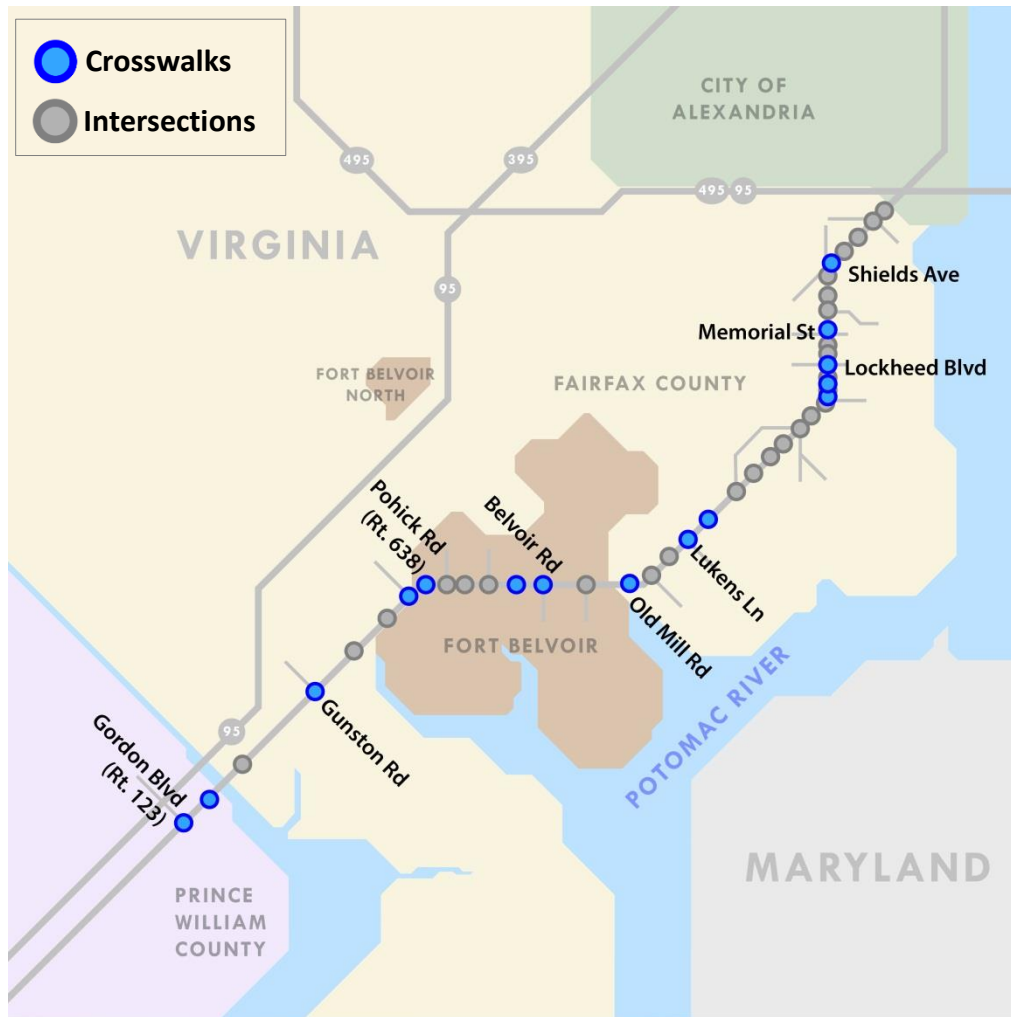 Crosswalks
Intersections
CITY OF
ALEXANDRIA
495
395
495
95
VIRGINIA
95
Shields Ave
Memorial St
Lockheed Blvd
FORT BELVOIR
NORTH
FAIRFAX COUNTY
Pohick Rd
(Rt. 638)
Belvoir Rd
Lukens Ln
Old Mill Rd
FORT BELVOIR
Gunston Rd
POTOMAC RIVER
95
Gordon Blvd
(Rt. 123)
MARYLAND
PRINCE
WILLIAM
COUNTY